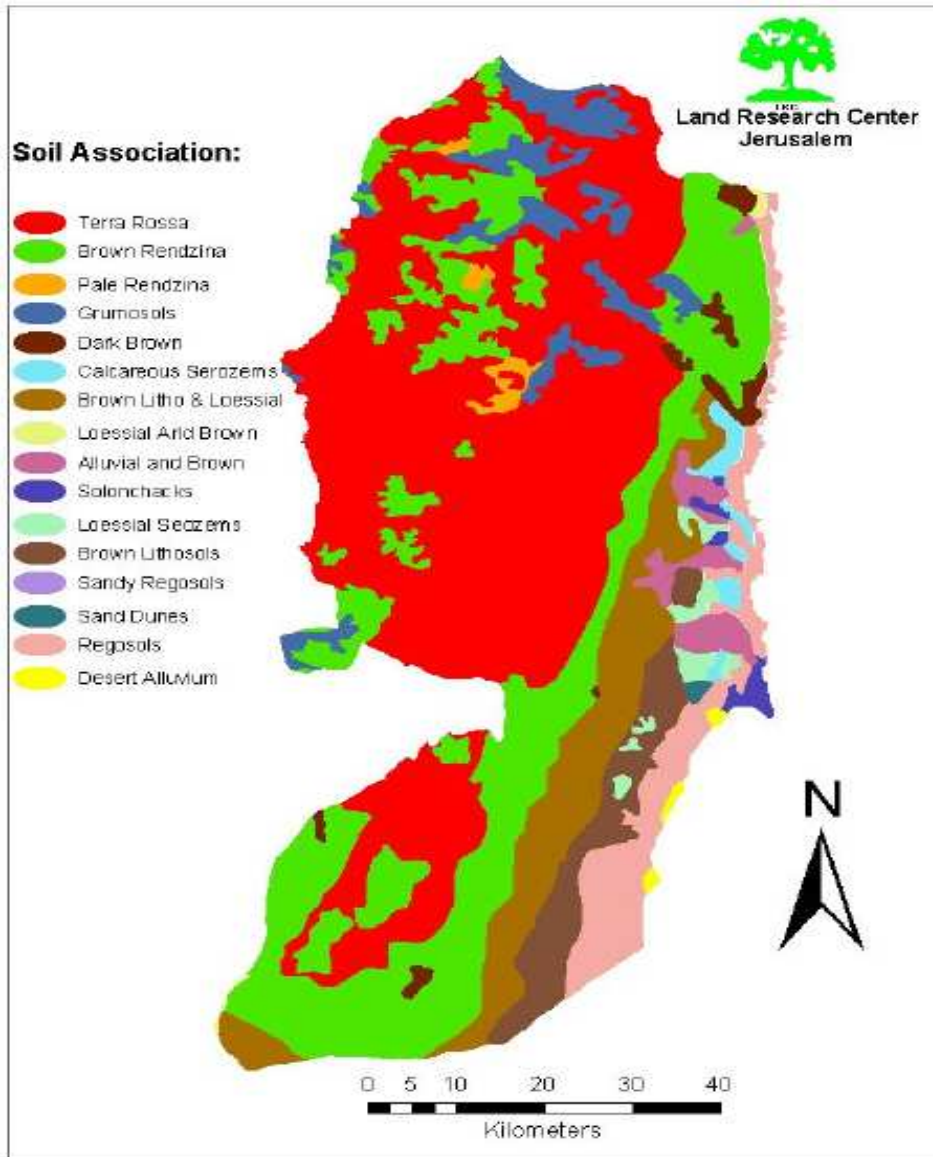 Land Research Center
Jerusalem
Soil Association:
Terra Rossa
Brown Rendzina
Pale Rendzina
Grumosols
Dark Brown
Calcareous Serozems
Brown Litho & Loessial
Loessial Arid Brown
Alluvial and Brown
Solonchacks
Loessial Seozems
Brown Lithosols
Sandy Regosols
Sand Dunes
Regosols
Desert Alluvium
N
0 5 10 20 30 40
Kilometers